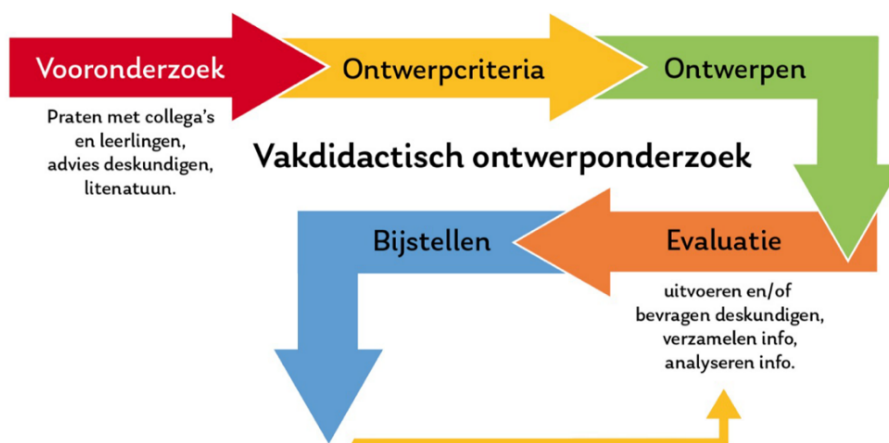 Vooronderzoek
Praten met collega's
en leerlingen,
advies deskundigen,
litenatuun.
Ontwerpcriteria
Ontwerpen
Vakdidactisch ontwerponderzoek
Evaluatie
uitvoeren en/of
bevragen deskundigen,
verzamelen info,
analyseren info.
Bijstellen